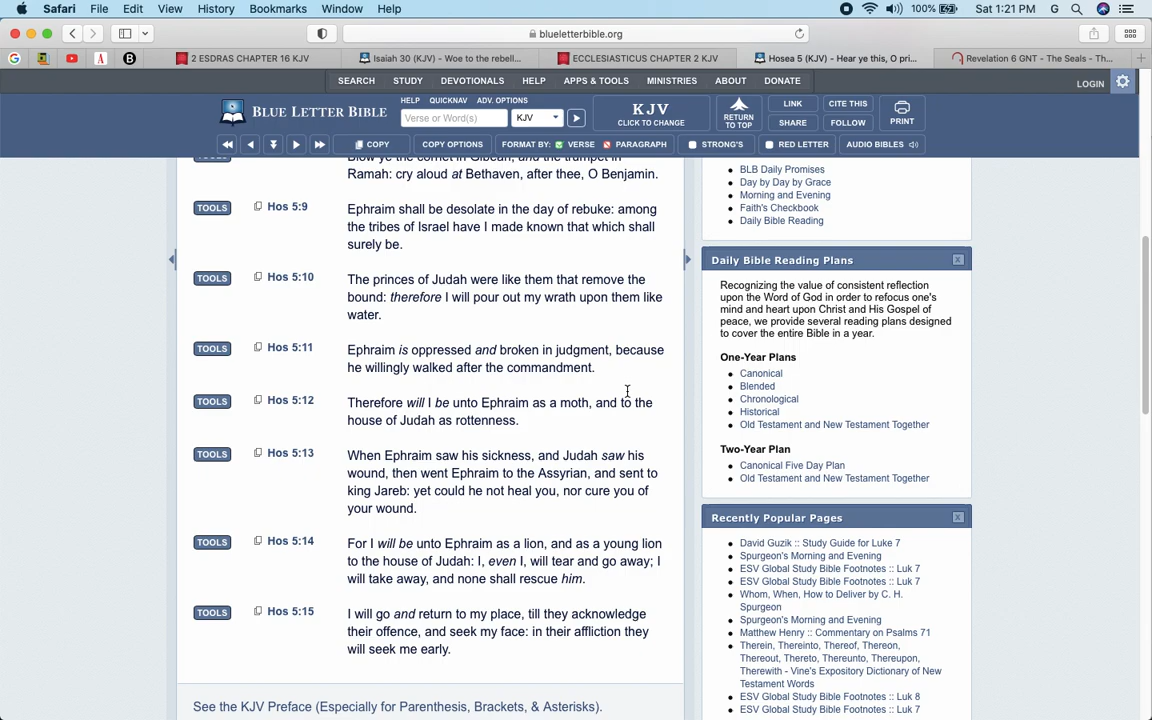 Safari File Edit View History Bookmarks Window Help 100% Sat 1:21 PM G
blueletterbible.org
2 ESDRAS CHAPTER 16 KJV
Isaiah 30 (KJV) - Woe to the rebell...
ECCLESIASTICUS CHAPTER 2 KJV
Hosea 5 (KJV) - Hear ye this, O pri...
Revelation 6 GNT - The Seals - Th...
SEARCH STUDY DEVOTIONALS HELP APPS & TOOLS MINISTRIES ABOUT DONATE LOGIN
BLUE LETTER BIBLE
HELP QUICKNAV ADV. OPTIONS
Verse or Word(s) KJV
KJV
CLICK TO CHANGE
RETURN
TO TOP
LINK CITE THIS
SHARE FOLLOW
PRINT
COPY COPY OPTIONS FORMAT BY: VERSE PARAGRAPH STRONG'S RED LETTER AUDIO BIBLES
TOOLS
Blow ye the cornet in Gibeah, and the trumpet in
Ramah: cry aloud at Bethaven, after thee, O Benjamin.
TOOLS Hos 5:9 Ephraim shall be desolate in the day of rebuke: among
the tribes of Israel have I made known that which shall
surely be.
TOOLS Hos 5:10 The princes of Judah were like them that remove the
bound: therefore I will pour out my wrath upon them like
water.
TOOLS Hos 5:11 Ephraim is oppressed and broken in judgment, because
he willingly walked after the commandment.
TOOLS Hos 5:12 Therefore will I be unto Ephraim as a moth, and to the
house of Judah as rottenness.
TOOLS Hos 5:13 When Ephraim saw his sickness, and Judah saw his
wound, then went Ephraim to the Assyrian, and sent to
king Jareb: yet could he not heal you, nor cure you of
your wound.
TOOLS Hos 5:14 For I will be unto Ephraim as a lion, and as a young lion
to the house of Judah: I, even I, will tear and go away; I
will take away, and none shall rescue him.
TOOLS Hos 5:15 I will go and return to my place, till they acknowledge
their offence, and seek my face: in their affliction they
will seek me early.
See the KJV Preface (Especially for Parenthesis, Brackets, & Asterisks).
BLB Daily Promises
Day by Day by Grace
Morning and Evening
Faith's Checkbook
Daily Bible Reading
Daily Bible Reading Plans
Recognizing the value of consistent reflection
upon the Word of God in order to refocus one's
mind and heart upon Christ and His Gospel of
peace, we provide several reading plans designed
to cover the entire Bible in a year.
One-Year Plans
Canonical
Blended
Chronological
Historical
Old Testament and New Testament Together
Two-Year Plan
Canonical Five Day Plan
Old Testament and New Testament Together
Recently Popular Pages
David Guzik :: Study Guide for Luke 7
Spurgeon's Morning and Evening
ESV Global Study Bible Footnotes :: Luk 7
ESV Global Study Bible Footnotes :: Luk 7
Whom, When, How to Deliver by C. H.
Spurgeon
Spurgeon's Morning and Evening
Matthew Henry :: Commentary on Psalms 71
Therein, Thereinto, Thereof, Thereon,
Thereout, Thereto, Thereunto, Thereupon,
Therewith - Vine's Expository Dictionary of New
Testament Words
ESV Global Study Bible Footnotes :: Luk 8
ESV Global Study Bible Footnotes :: Luk 7